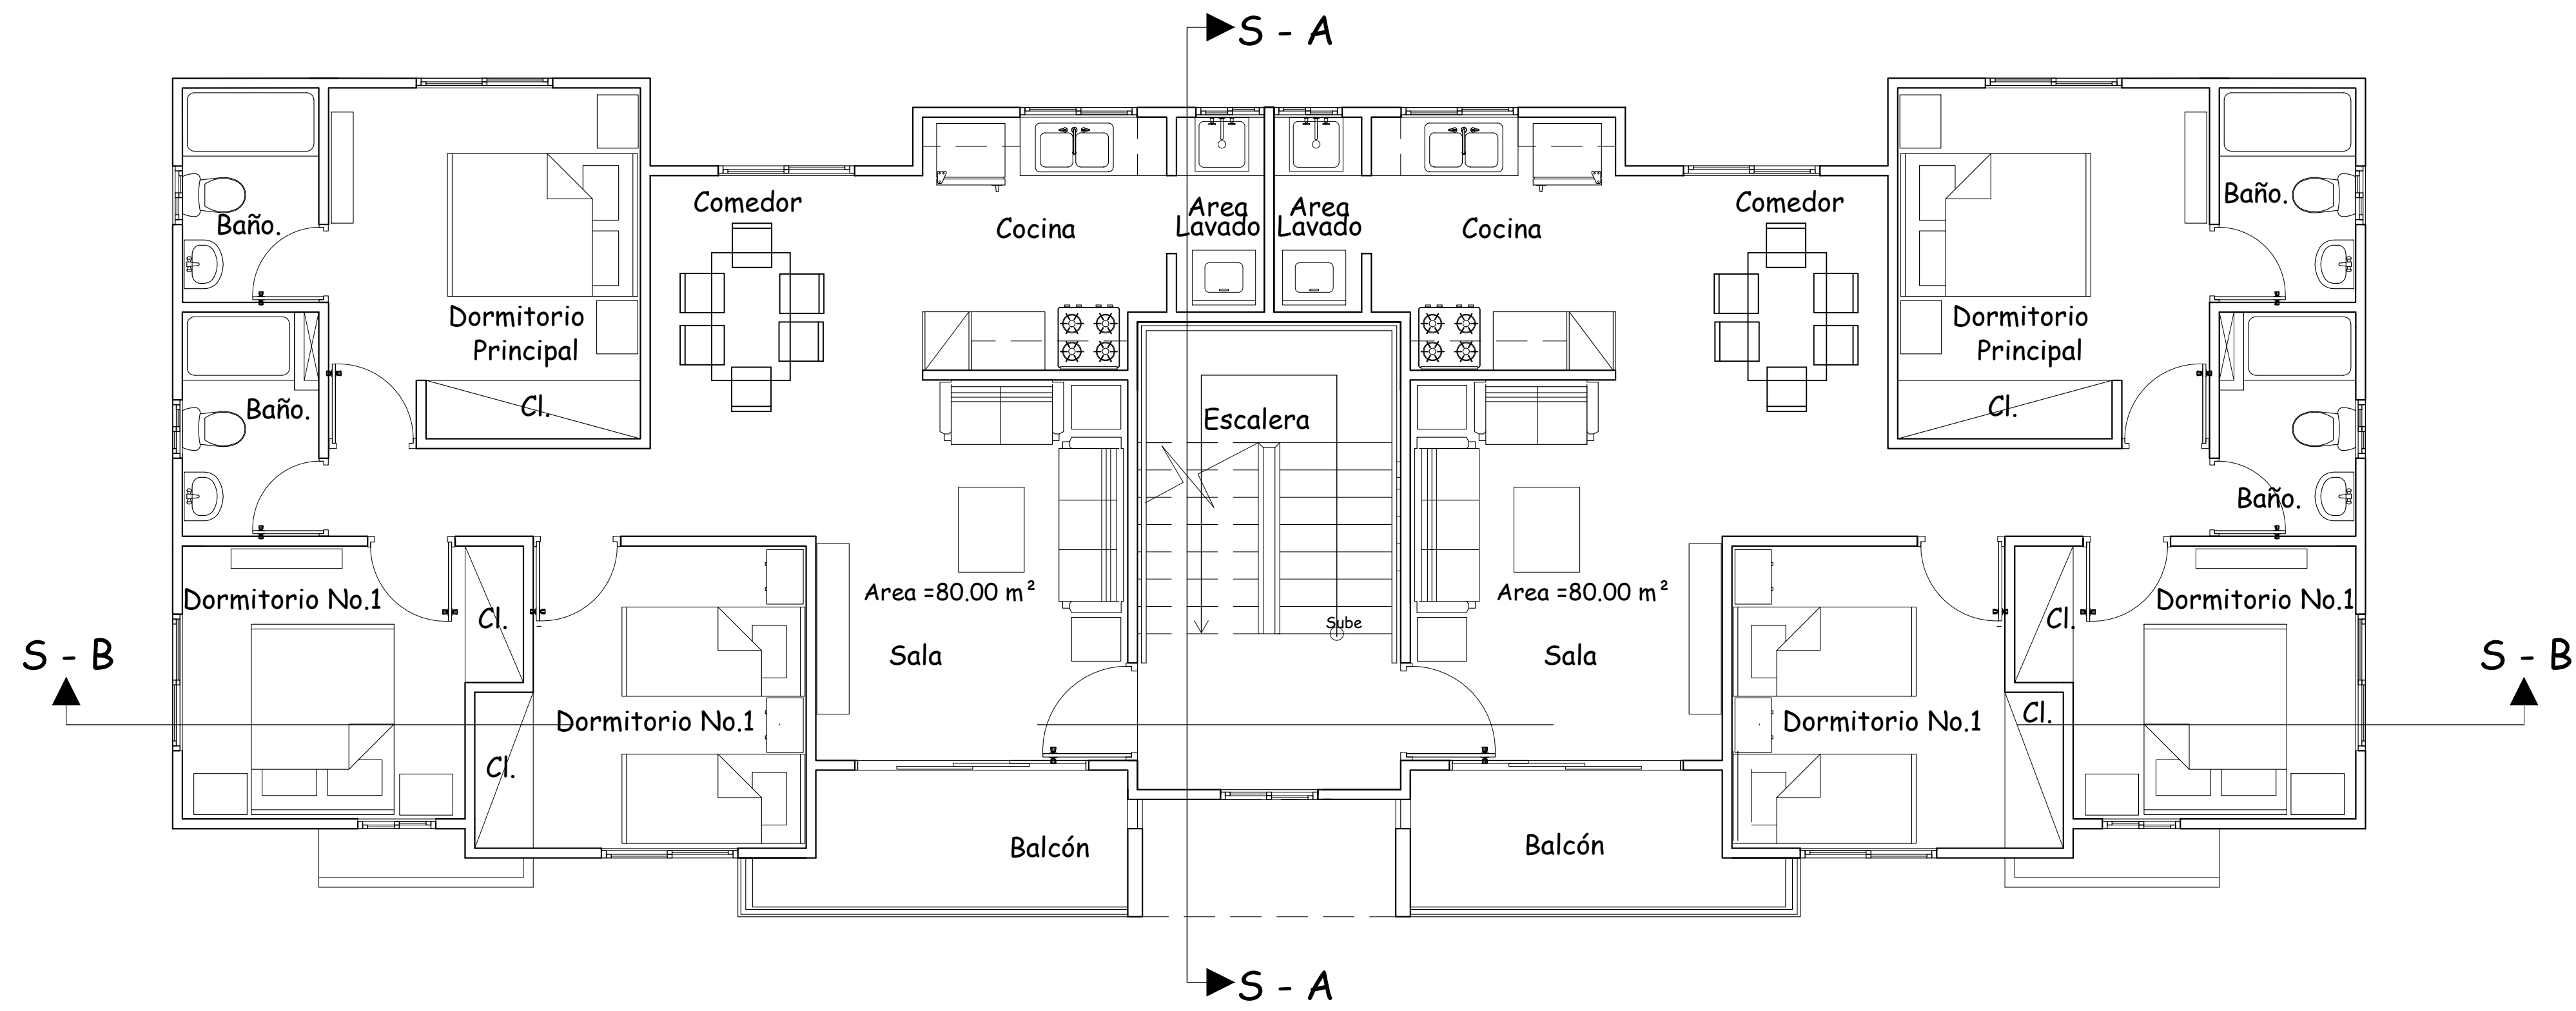 S - A
Comedor
Comedor
Baño.
Baño.
Area
Lavado
Area
Lavado
Cocina
Cocina
Dormitorio
Principal
Dormitorio
Principal
Baño.
Cl.
Escalera
Cl.
Baño.
Dormitorio No.1
Cl.
Area =80.00 m²
Area =80.00 m²
Cl.
Dormitorio No.1
Sube
S - B
Sala
Sala
S - B
Dormitorio No.1
Dormitorio No.1
Cl.
Cl.
Balcón
Balcón
S - A